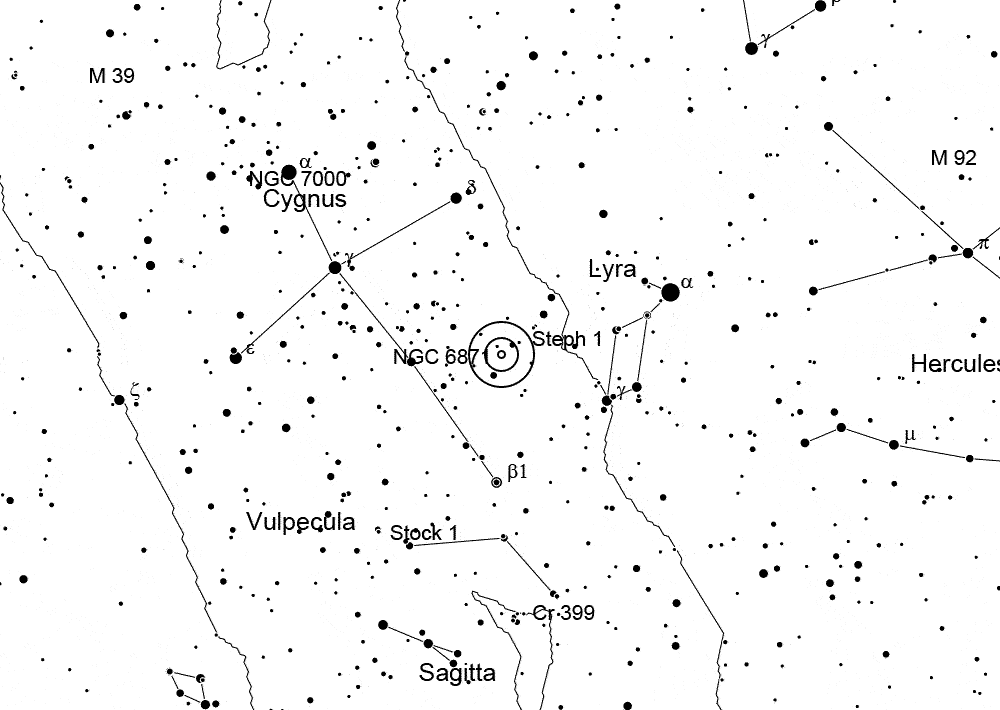 γ
M 39
M 92
α
NGC 7000
Cygnus
δ
π
γ
Lyra
α
Steph 1
ε
NGC 6871
Hercules
ζ
γ
μ
β1
Vulpecula
Stock 1
Cr 399
Sagitta